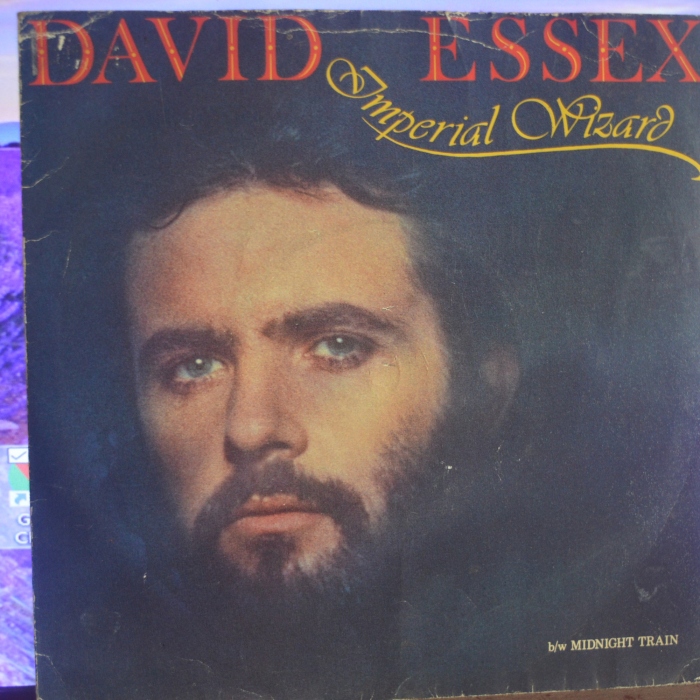 DAVID ESSEX
Imperial Wizard
b/w MIDNIGHT TRAIN
G